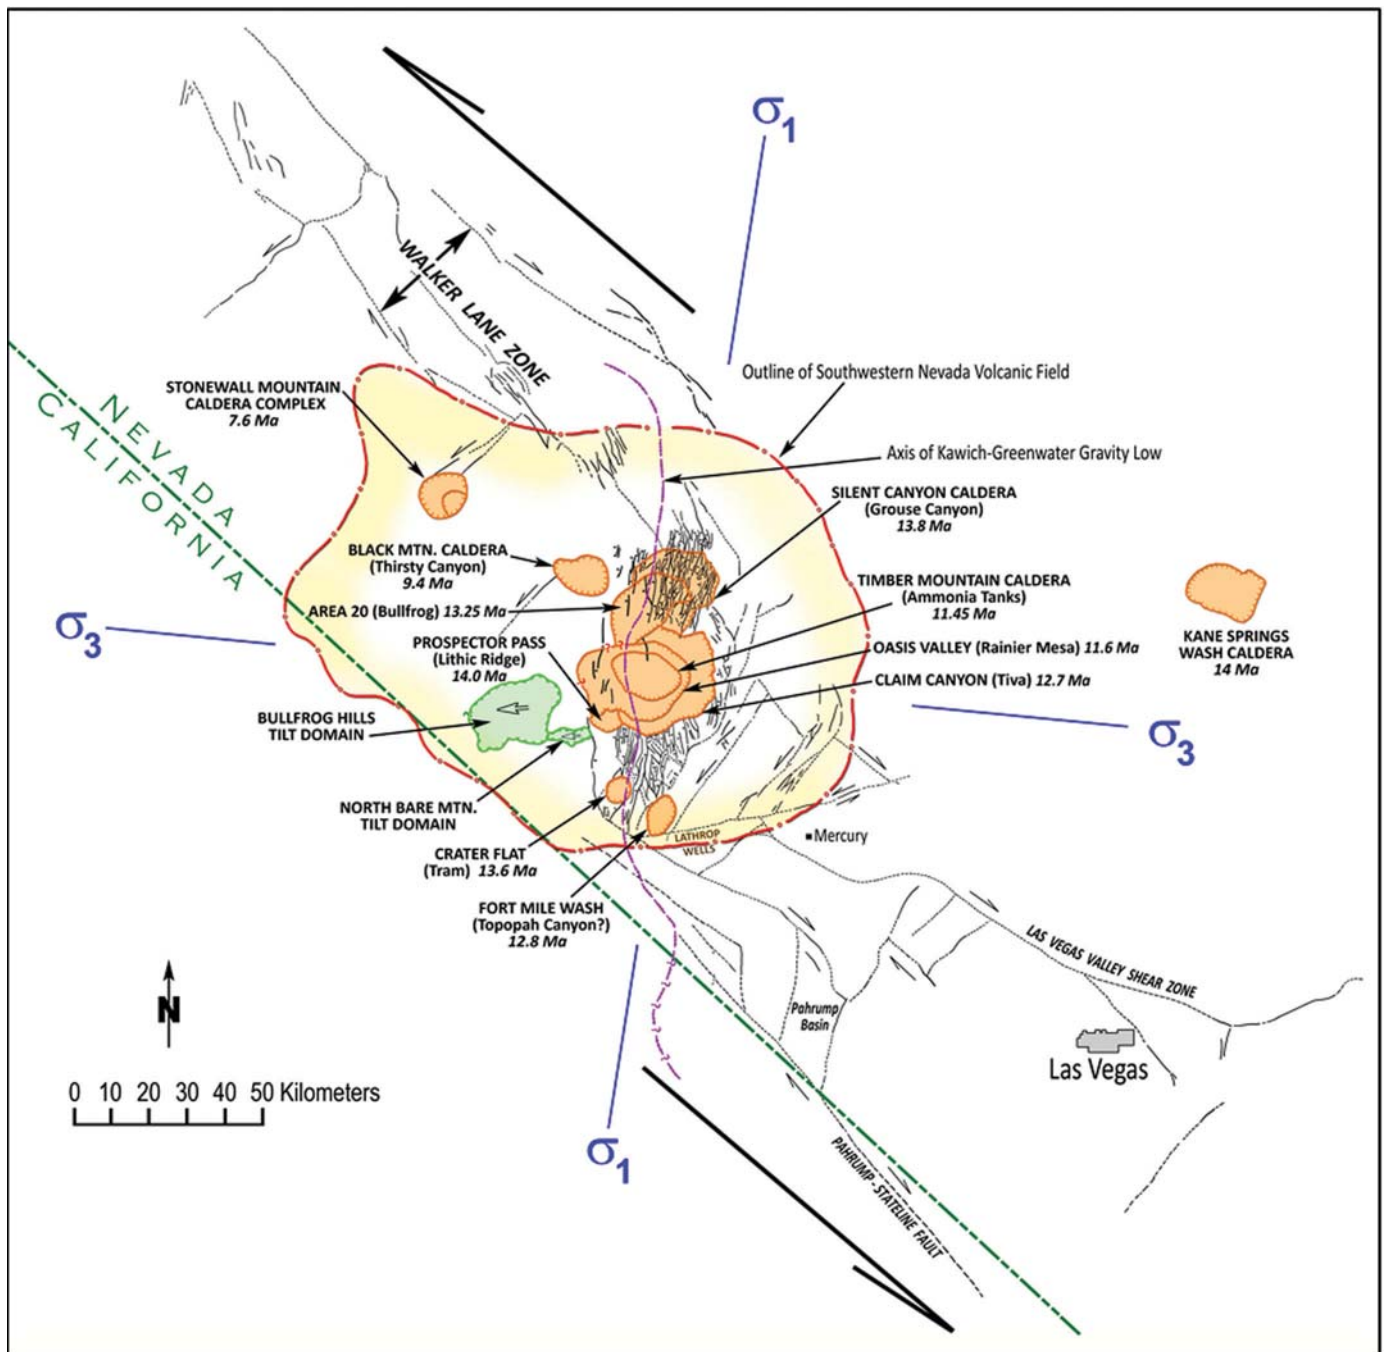 σ1
WALKER LANE ZONE
Outline of Southwestern Nevada Volcanic Field
STONEWALL MOUNTAIN
CALDERA COMPLEX
7.6 Ma
NEVADA
CALIFORNIA
Axis of Kawich-Greenwater Gravity Low
SILENT CANYON CALDERA
(Grouse Canyon)
13.8 Ma
BLACK MTN. CALDERA
(Thirsty Canyon)
9.4 Ma
TIMBER MOUNTAIN CALDERA
(Ammonia Tanks)
11.45 Ma
AREA 20 (Bullfrog) 13.25 Ma
σ3
PROSPECTOR PASS
(Lithic Ridge)
14.0 Ma
OASIS VALLEY (Rainier Mesa) 11.6 Ma
KANE SPRINGS
WASH CALDERA
14 Ma
CLAIM CANYON (Tiva) 12.7 Ma
BULLFROG HILLS
TILT DOMAIN
σ3
NORTH BARE MTN.
TILT DOMAIN
LATHROP
WELLS
Mercury
CRATER FLAT
(Tram) 13.6 Ma
FORT MILE WASH
(Topopah Canyon?)
12.8 Ma
LAS VEGAS VALLEY SHEAR ZONE
N
Pahrump
Basin
Las Vegas
0 10 20 30 40 50 Kilometers
σ1
PAHRUMP-STATELINE FAULT